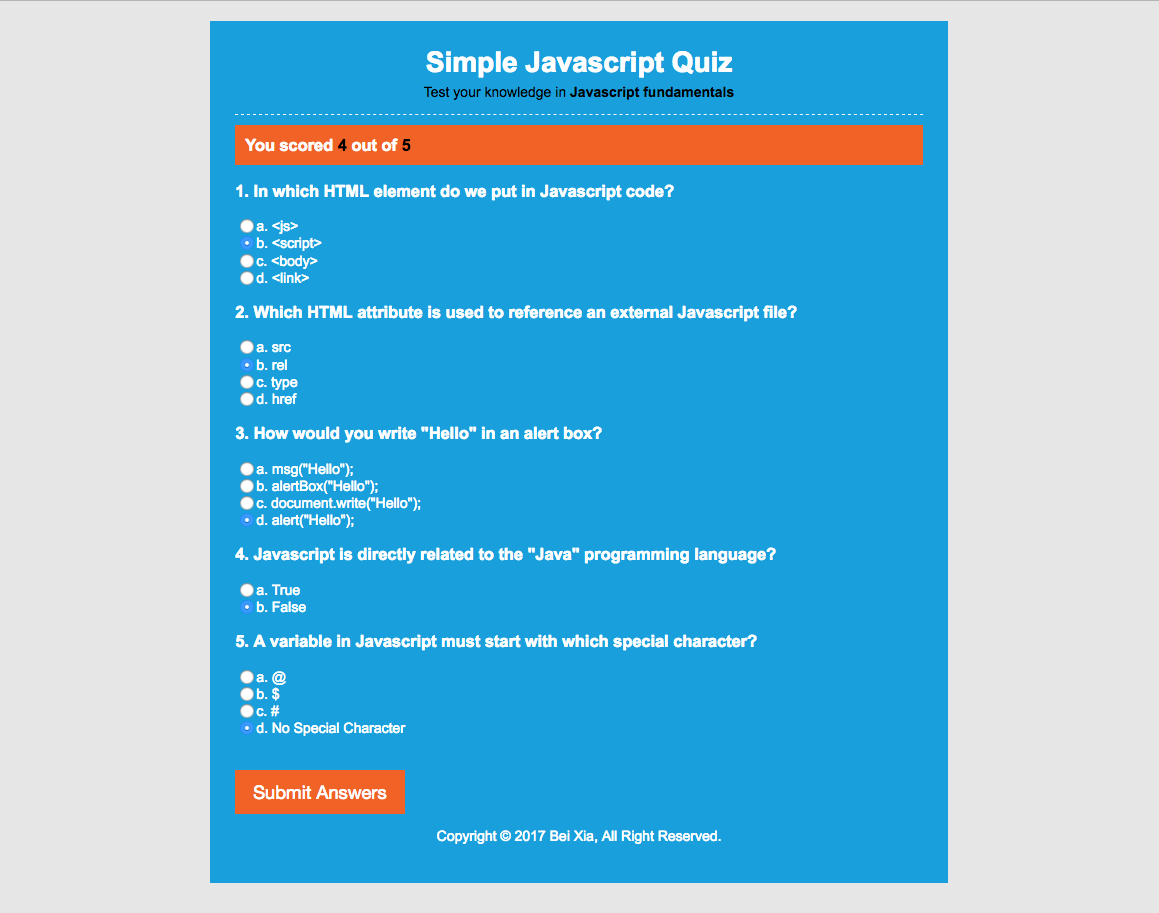 Simple Javascript Quiz
Test your knowledge in Javascript fundamentals
You scored 4 out of 5
1. In which HTML element do we put in Javascript code?
a. <js>
b. <script>
c. <body>
d. <link>
2. Which HTML attribute is used to reference an external Javascript file?
a. src
b. rel
c. type
d. href
3. How would you write "Hello" in an alert box?
a. msg("Hello");
b. alertBox("Hello");
c. document.write("Hello");
d. alert("Hello");
4. Javascript is directly related to the "Java" programming language?
a. True
b. False
5. A variable in Javascript must start with which special character?
a. @
b. $
c. #
d. No Special Character
Submit Answers
Copyright © 2017 Bei Xia, All Right Reserved.